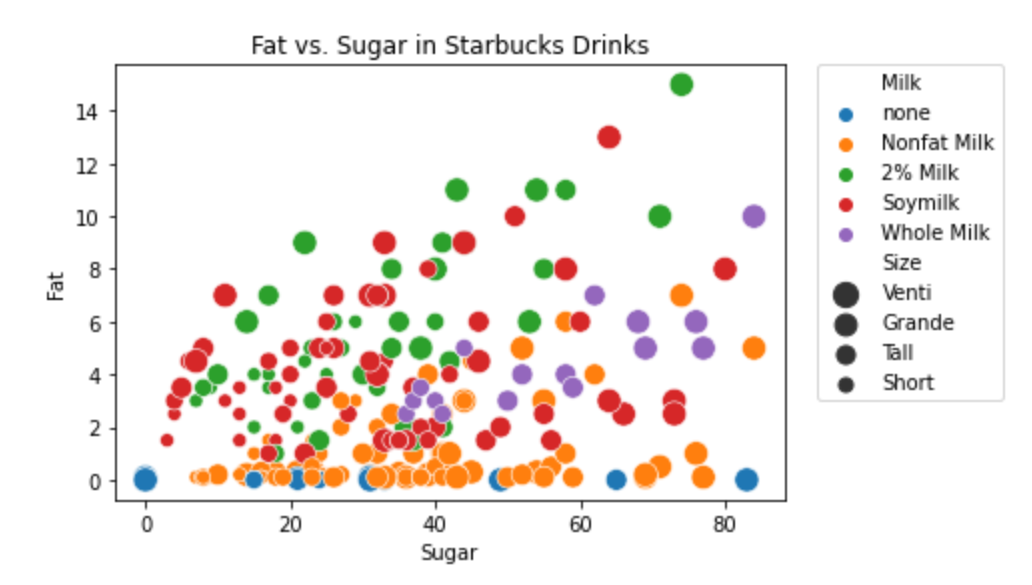 Fat vs. Sugar in Starbucks Drinks
Fat
14
12
10
8
6
4
2
0
0 20 40 60 80
Sugar
Milk
none
Nonfat Milk
2% Milk
Soymilk
Whole Milk
Size
Venti
Grande
Tall
Short